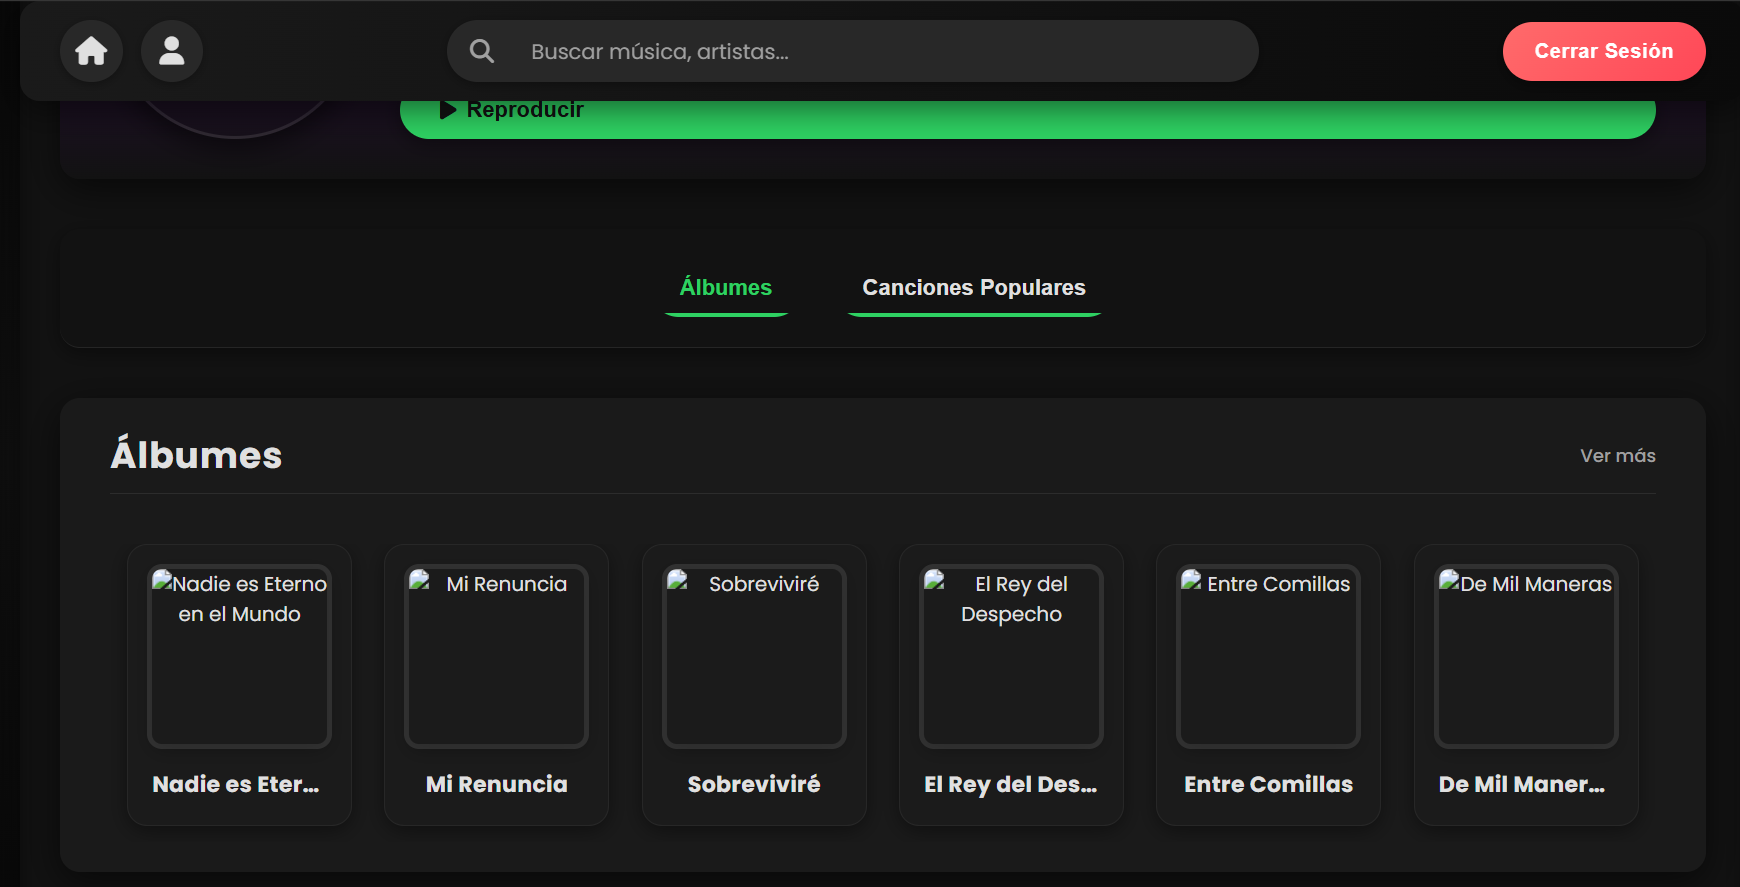 Buscar música, artistas...
Cerrar Sesión
Reproducir
Álbumes
Canciones Populares
Álbumes
Ver más
Nadie es Eterno
en el Mundo
Mi Renuncia
Sobreviviré
El Rey del
Despecho
Entre Comillas
De Mil Maneras
Nadie es Eter...
Mi Renuncia
Sobreviviré
El Rey del Des...
Entre Comillas
De Mil Maner...